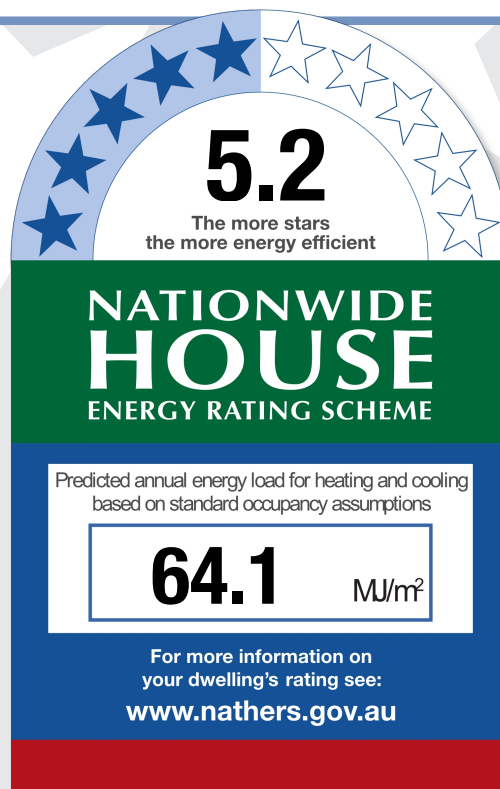 5.2
The more stars
the more energy efficient
NATIONWIDE
HOUSE
ENERGY RATING SCHEME
Predicted annual energy load for heating and cooling
based on standard occupancy assumptions
64.1 MJ/m²
For more information on
your dwelling's rating see:
www.nathers.gov.au